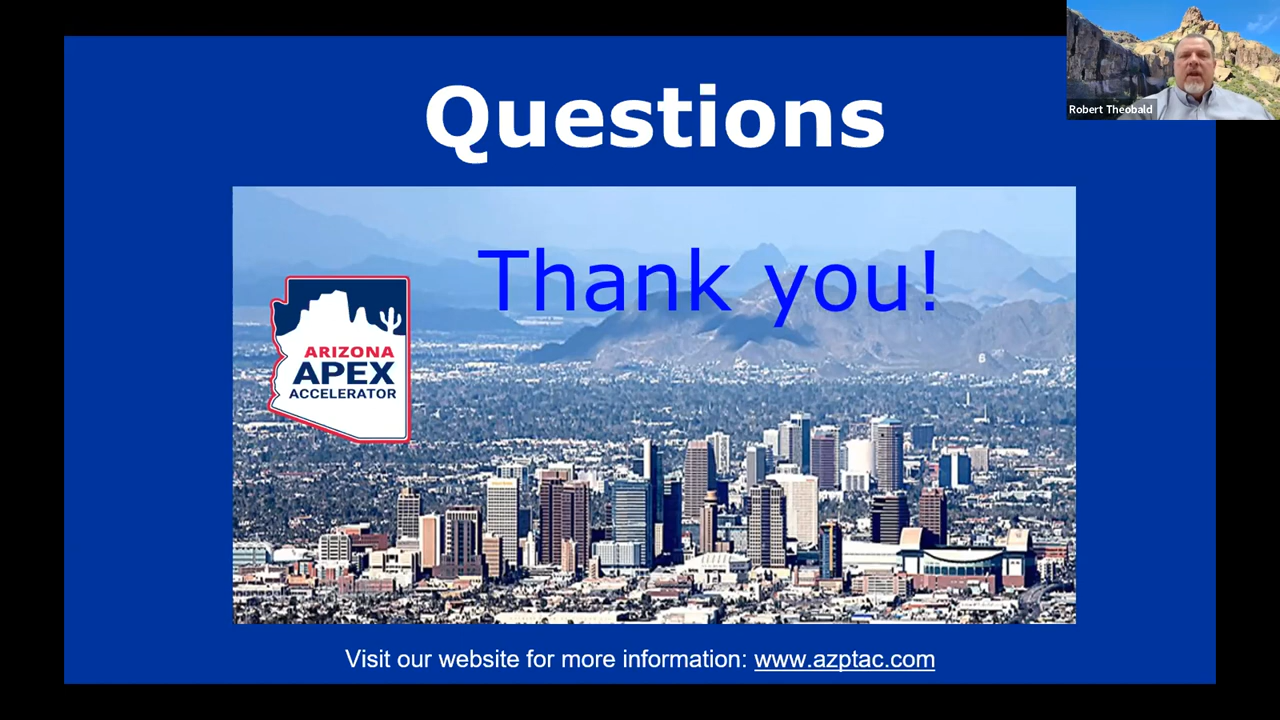 Questions
Robert Theobald
Thank you!
ARIZONA
APEX
ACCELERATOR
Visit our website for more information: www.azptac.com